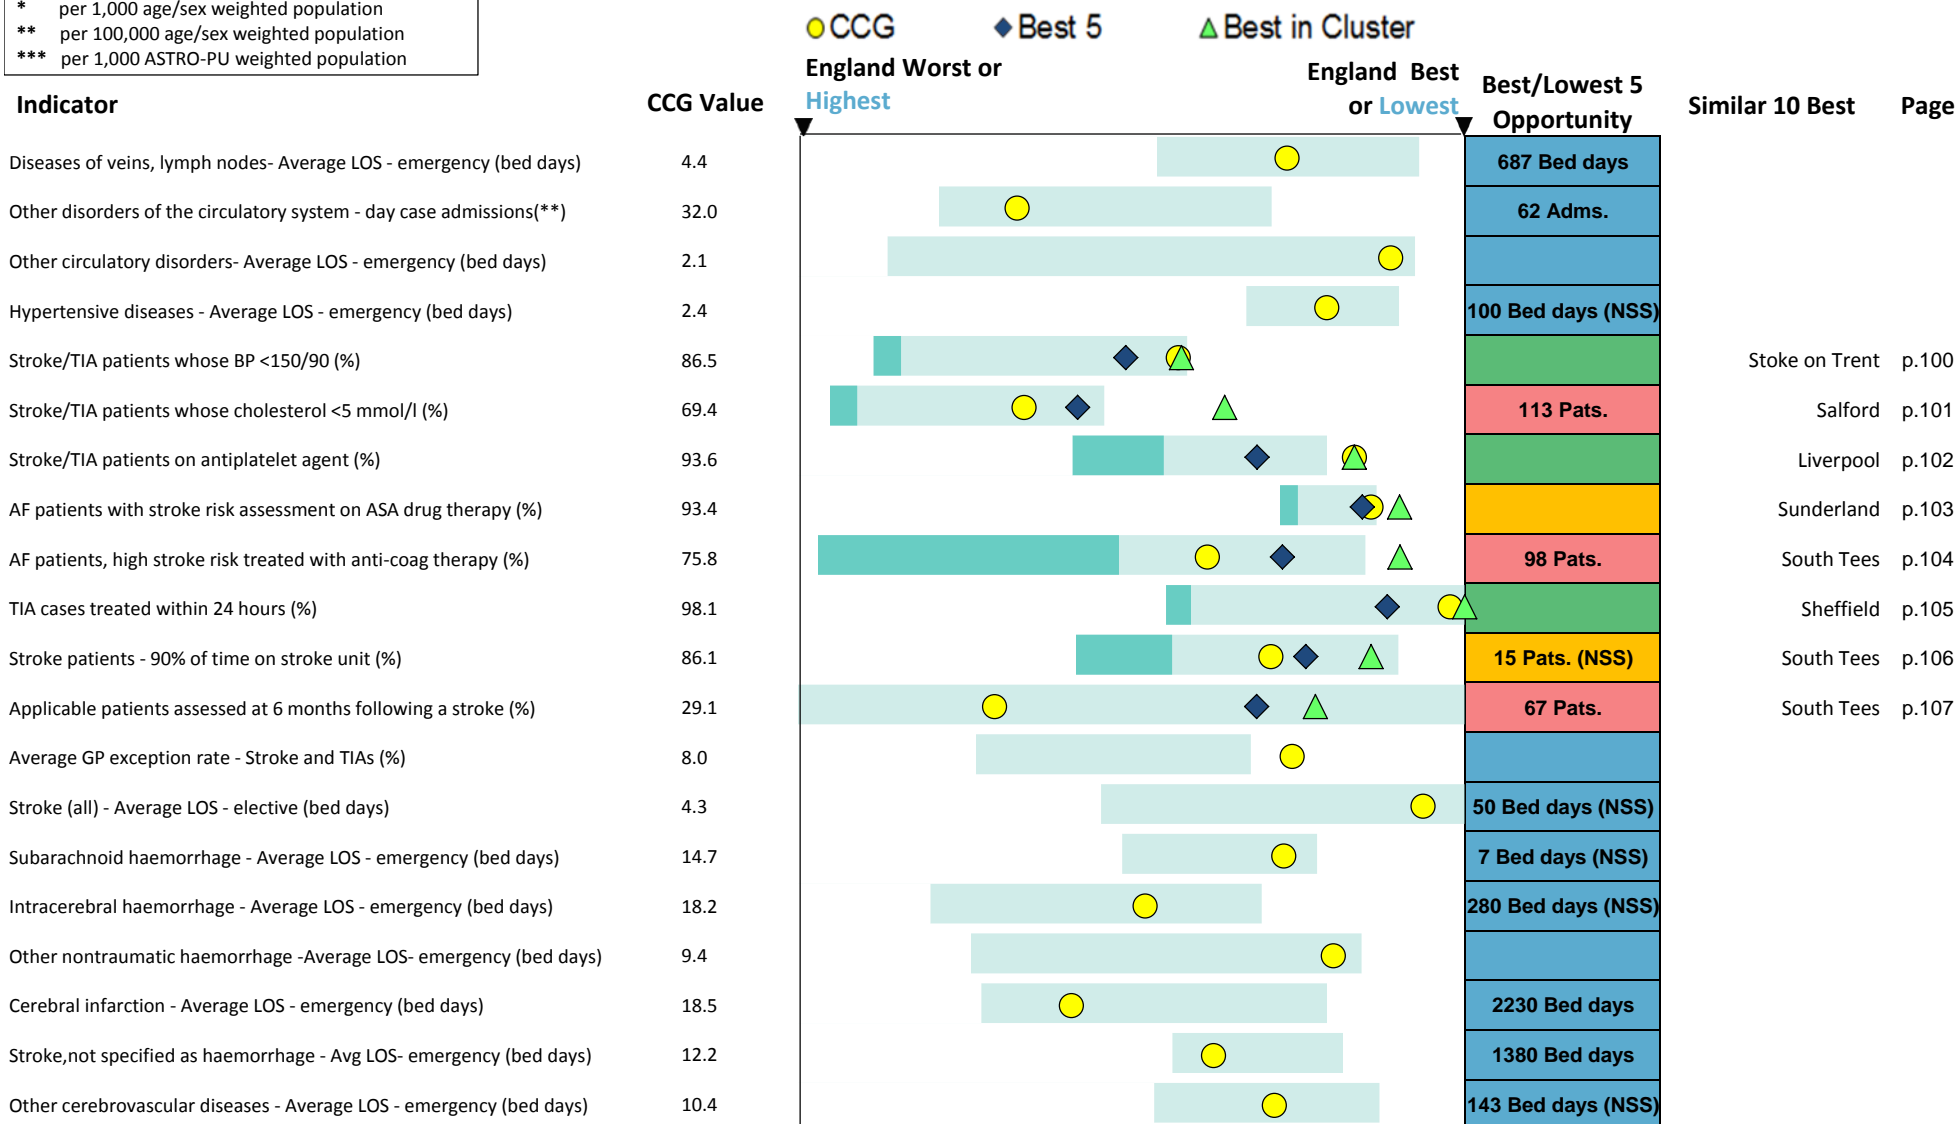 * per 1,000 age/sex weighted population
** per 100,000 age/sex weighted population
*** per 1,000 ASTRO-PU weighted population
CCG Best 5 Best in Cluster
England Worst or
Highest
England Best
or Lowest
Indicator CCG Value Best/Lowest 5
Opportunity Similar 10 Best Page
Diseases of veins, lymph nodes- Average LOS - emergency (bed days) 4.4 687 Bed days
Other disorders of the circulatory system - day case admissions(**) 32.0 62 Adms.
Other circulatory disorders- Average LOS - emergency (bed days) 2.1
Hypertensive diseases - Average LOS - emergency (bed days) 2.4 100 Bed days (NSS)
Stroke/TIA patients whose BP <150/90 (%) 86.5 Stoke on Trent p.100
Stroke/TIA patients whose cholesterol <5 mmol/l (%) 69.4 113 Pats. Salford p.101
Stroke/TIA patients on antiplatelet agent (%) 93.6 Liverpool p.102
AF patients with stroke risk assessment on ASA drug therapy (%) 93.4 Sunderland p.103
AF patients, high stroke risk treated with anti-coag therapy (%) 75.8 98 Pats. South Tees p.104
TIA cases treated within 24 hours (%) 98.1 Sheffield p.105
Stroke patients - 90% of time on stroke unit (%) 86.1 15 Pats. (NSS) South Tees p.106
Applicable patients assessed at 6 months following a stroke (%) 29.1 67 Pats. South Tees p.107
Average GP exception rate - Stroke and TIAs (%) 8.0
Stroke (all) - Average LOS - elective (bed days) 4.3 50 Bed days (NSS)
Subarachnoid haemorrhage - Average LOS - emergency (bed days) 14.7 7 Bed days (NSS)
Intracerebral haemorrhage - Average LOS - emergency (bed days) 18.2 280 Bed days (NSS)
Other nontraumatic haemorrhage -Average LOS- emergency (bed days) 9.4
Cerebral infarction - Average LOS - emergency (bed days) 18.5 2230 Bed days
Stroke,not specified as haemorrhage - Avg LOS- emergency (bed days) 12.2 1380 Bed days
Other cerebrovascular diseases - Average LOS - emergency (bed days) 10.4 143 Bed days (NSS)